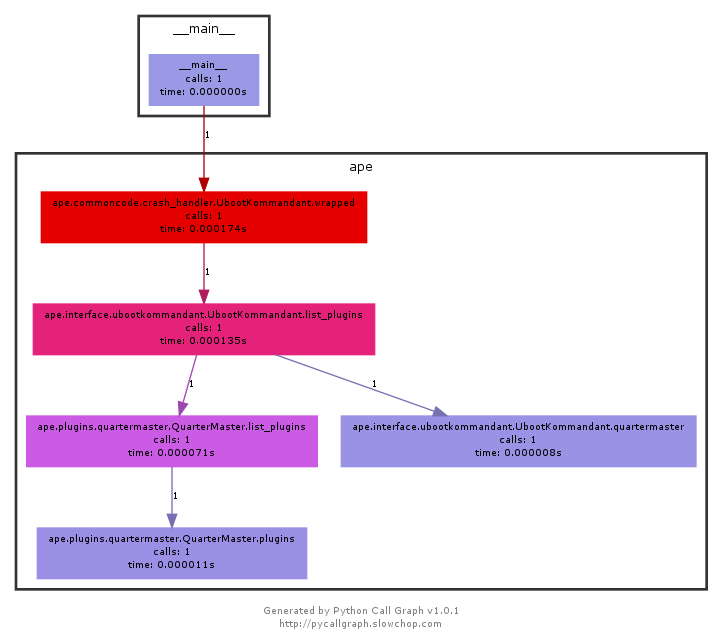 __main__
__main__
calls: 1
time: 0.000000s
1
ape
ape.commoncode.crash_handler.UbootKommandant.wrapped
calls: 1
time: 0.000174s
1
ape.interface.ubootkommandant.UbootKommandant.list_plugins
calls: 1
time: 0.000135s
1
1
ape.plugins.quartermaster.QuarterMaster.list_plugins
calls: 1
time: 0.000071s
ape.interface.ubootkommandant.UbootKommandant.quartermaster
calls: 1
time: 0.000008s
1
ape.plugins.quartermaster.QuarterMaster.plugins
calls: 1
time: 0.000011s
Generated by Python Call Graph v1.0.1
http://pycallgraph.slowchop.com